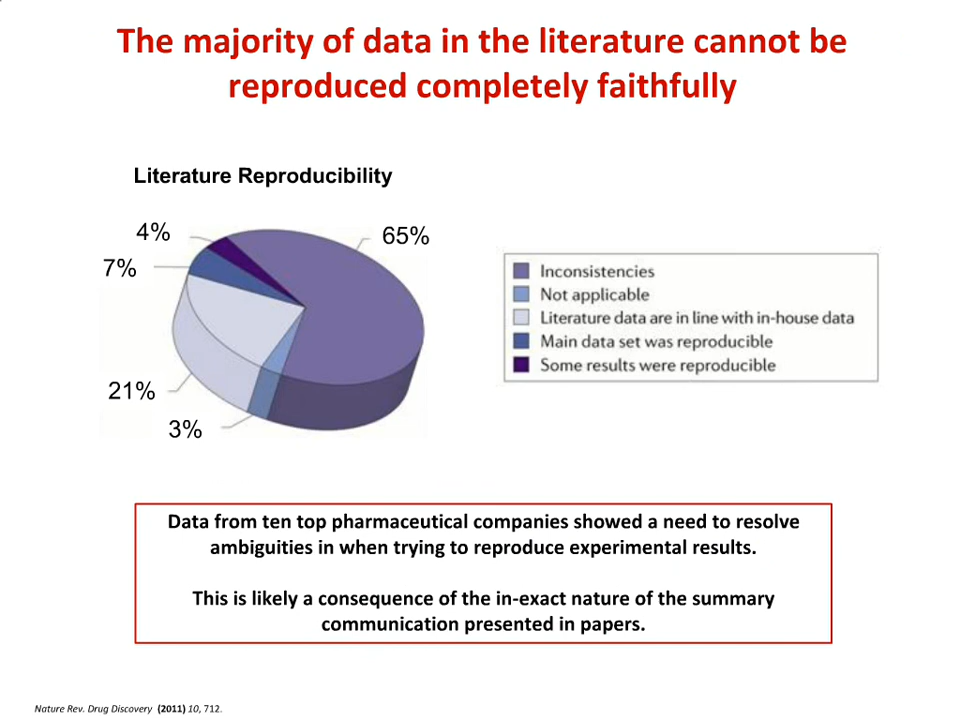 The majority of data in the literature cannot be
reproduced completely faithfully
Literature Reproducibility
4%
65%
7%
21%
3%
Inconsistencies
Not applicable
Literature data are in line with in-house data
Main data set was reproducible
Some results were reproducible
Data from ten top pharmaceutical companies showed a need to resolve
ambiguities in when trying to reproduce experimental results.
This is likely a consequence of the in-exact nature of the summary
communication presented in papers.
Nature Rev. Drug Discovery (2011) 10, 712.